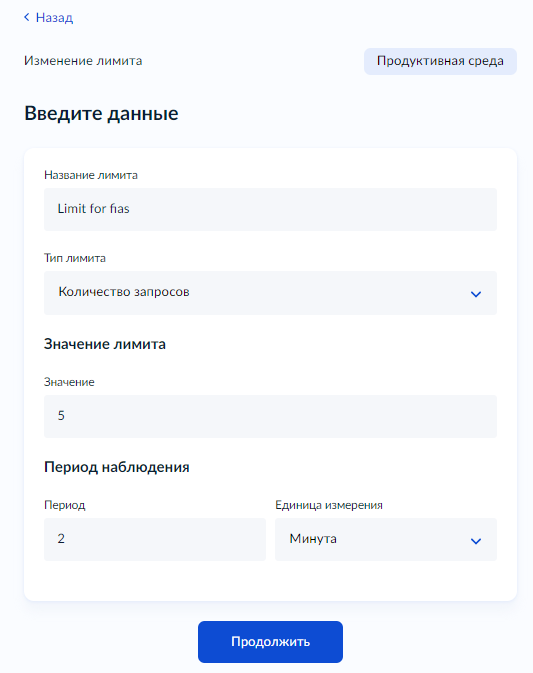 Назад
Изменение лимита
Продуктивная среда
Введите данные
Название лимита
Limit for fias
Тип лимита
Количество запросов
Значение лимита
Значение
5
Период наблюдения
Период
Единица измерения
2
Минута
Продолжить